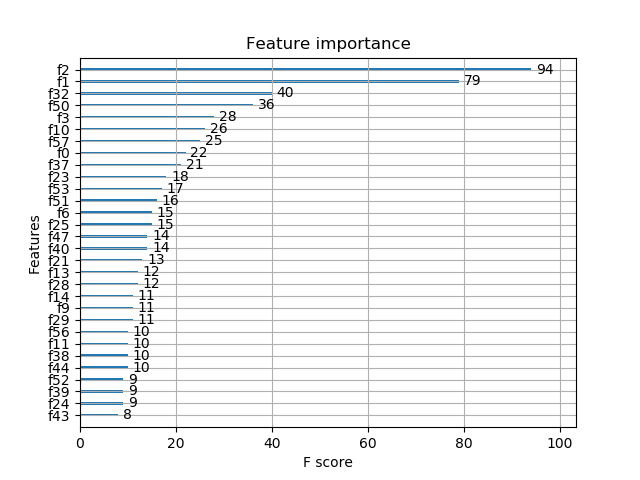 Feature importance
f2 94
f1 79
f32 40
f50 36
f3 28
f10 26
f57 25
f0 22
f37 21
f23 18
f53 17
f51 16
f6 15
f25 15
f47 14
f40 14
f21 13
f13 12
f28 12
f14 11
f9 11
f29 11
f56 10
f11 10
f38 10
f44 10
f52 9
f39 9
f24 9
f43 8
Features
0 20 40 60 80 100
F score